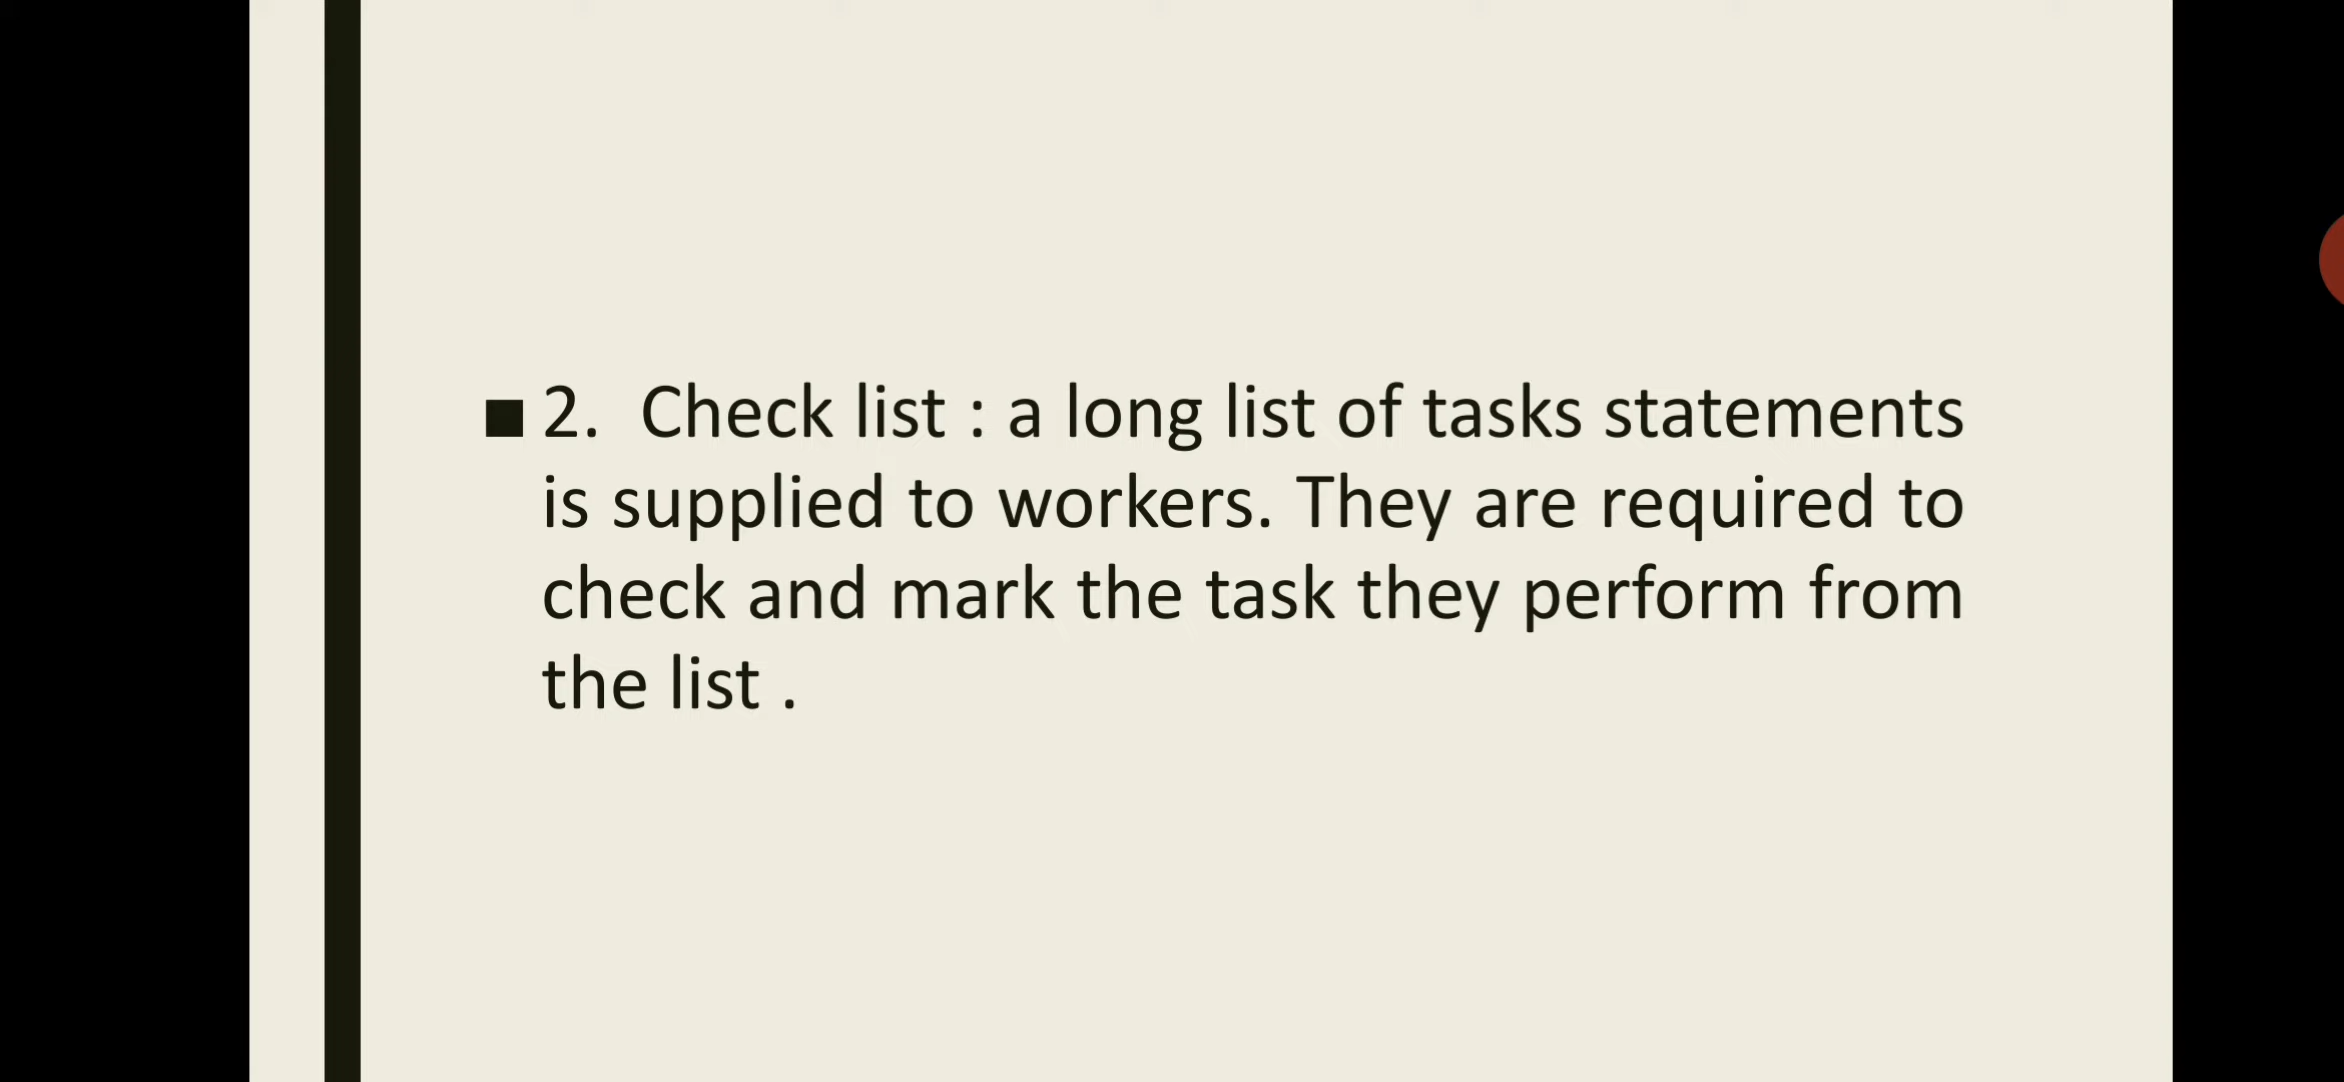 ■ 2. Check list : a long list of tasks statements
is supplied to workers. They are required to
check and mark the task they perform from
the list .